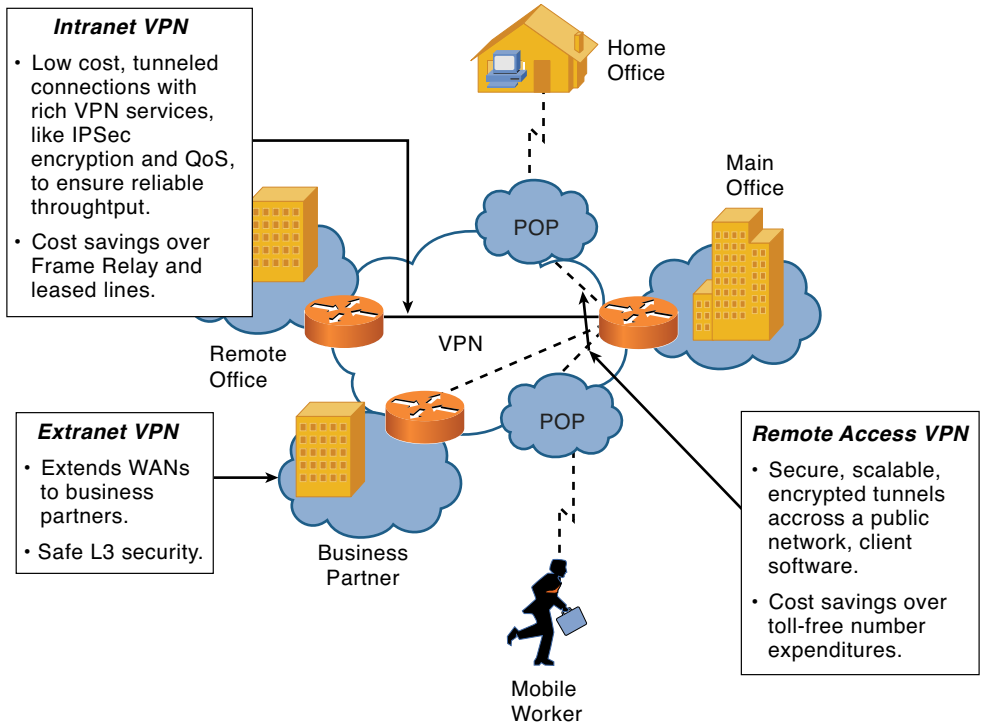 Intranet VPN
• Low cost, tunneled
connections with
rich VPN services,
like IPSec
encryption and QoS,
to ensure reliable
throughtput.
• Cost savings over
Frame Relay and
leased lines.
Home
Office
Main
Office
POP
VPN
Remote
Office
POP
Extranet VPN
• Extends WANs
to business
partners.
• Safe L3 security.
Business
Partner
Remote Access VPN
• Secure, scalable,
encrypted tunnels
accross a public
network, client
software.
• Cost savings over
toll-free number
expenditures.
Mobile
Worker